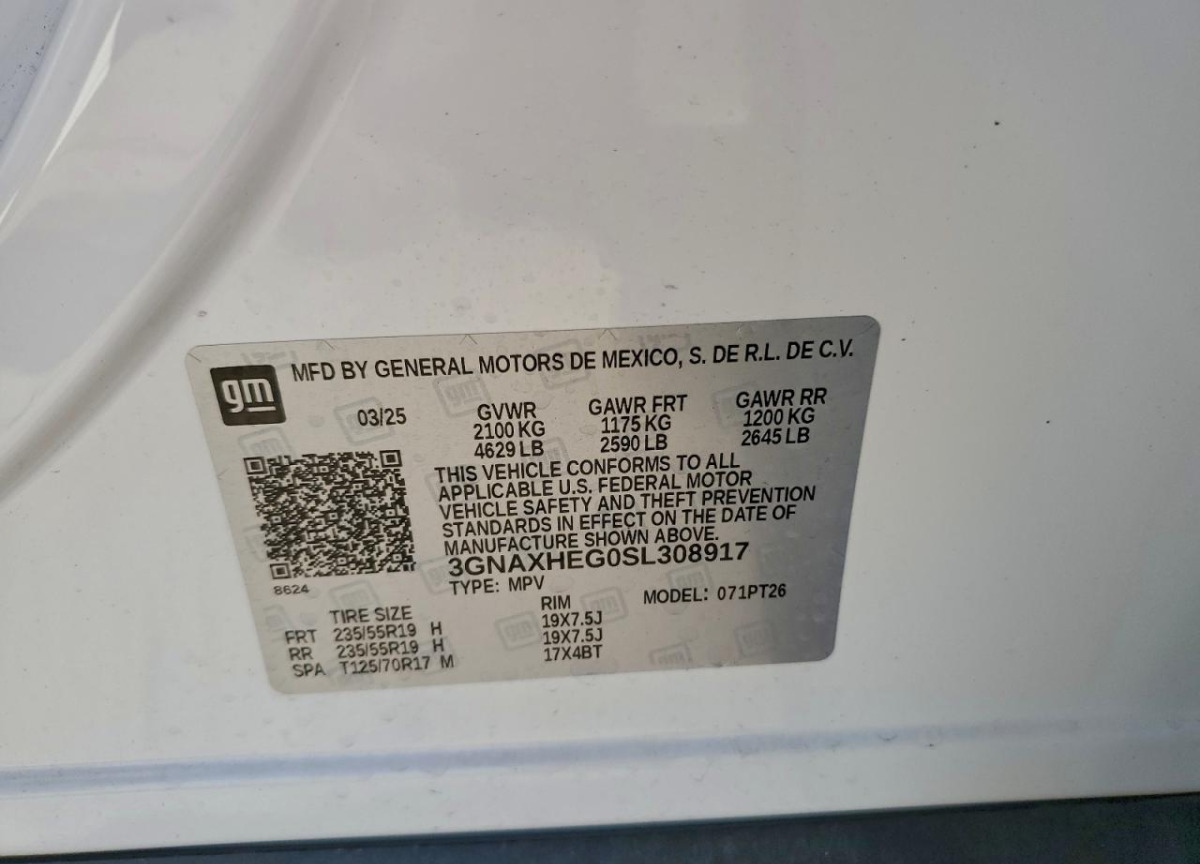 gm
MFD BY GENERAL MOTORS DE MEXICO, S. DE R.L. DE C.V.
03/25 GVWR GAWR FRT GAWR RR
2100 KG 1175 KG 1200 KG
4629 LB 2590 LB 2645 LB
THIS VEHICLE CONFORMS TO ALL
APPLICABLE U.S. FEDERAL MOTOR
VEHICLE SAFETY AND THEFT PREVENTION
STANDARDS IN EFFECT ON THE DATE OF
MANUFACTURE SHOWN ABOVE.
3GNAXHEG0SL308917
8624 TYPE: MPV MODEL: 071PT26
TIRE SIZE RIM
FRT 235/55R19 H 19X7.5J
RR 235/55R19 H 19X7.5J
SPA T125/70R17 M 17X4BT